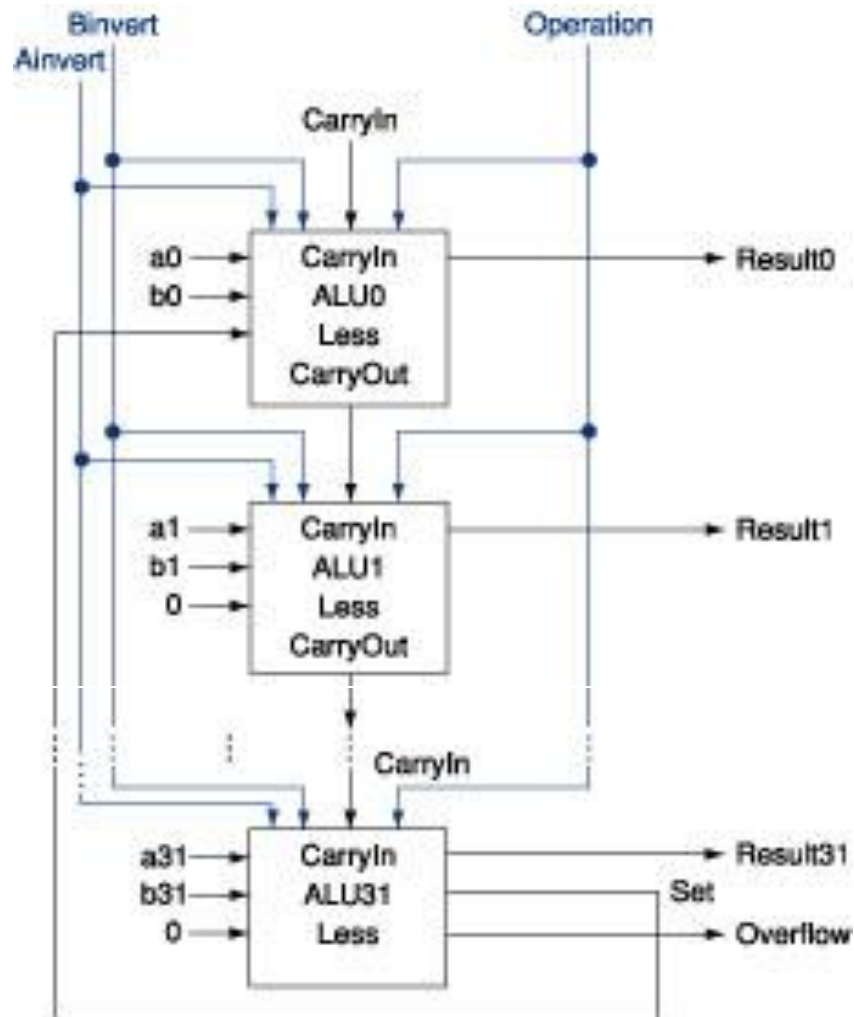 Binvert Operation
Ainvert
CarryIn
a0 CarryIn Result0
b0 ALU0
Less
CarryOut
a1 CarryIn Result1
b1 ALU1
0 Less
CarryOut
CarryIn
a31 CarryIn Result31
b31 ALU31 Set
0 Less Overflow